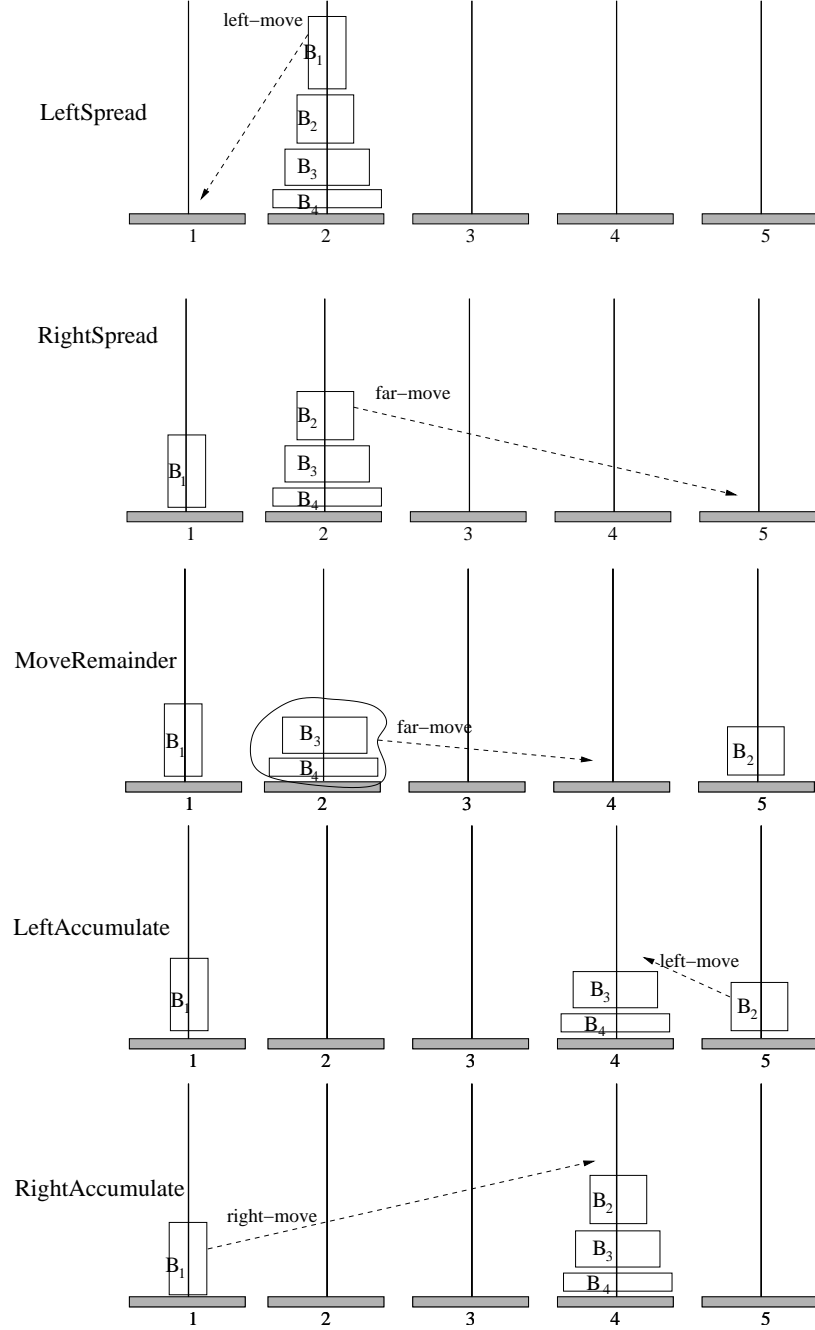 left−move
B1
LeftSpread
B2
B3
B4
1 2 3 4 5
RightSpread
far−move
B2
B1
B3
B4
1 2 3 4 5
MoveRemainder
B1
B3
far−move
B2
B4
1 2 3 4 5
LeftAccumulate
left−move
B1
B3
B2
B4
1 2 3 4 5
RightAccumulate
B2
right−move
B1
B3
B4
1 2 3 4 5